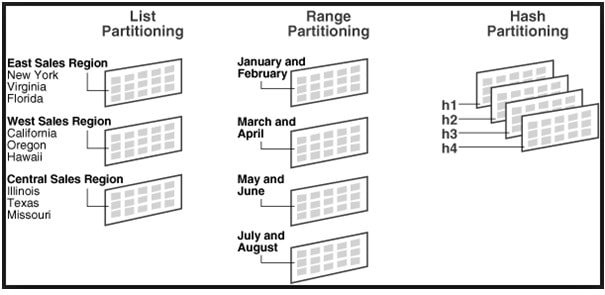 List
Partitioning
East Sales Region
New York
Virginia
Florida
West Sales Region
California
Oregon
Hawaii
Central Sales Region
Illinois
Texas
Missouri
Range
Partitioning
January and
February
March and
April
May and
June
July and
August
Hash
Partitioning
h1
h2
h3
h4